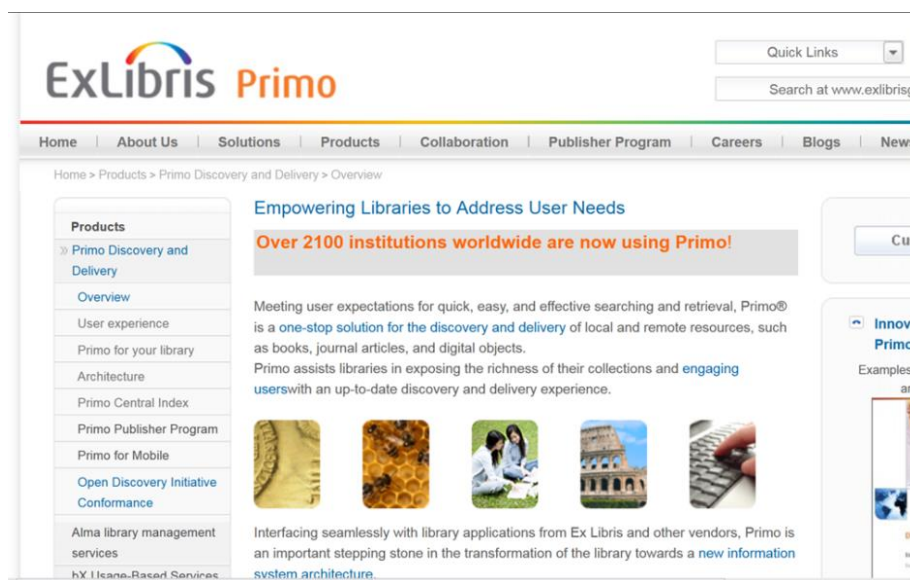 ExLibris Primo
Quick Links
Search at www.exlibris
Home | About Us | Solutions | Products | Collaboration | Publisher Program | Careers | Blogs |
Home > Products > Primo Discovery and Delivery > Overview
Products
» Primo Discovery and
Delivery
Overview
User experience
Primo for your library
Architecture
Primo Central Index
Primo Publisher Program
Primo for Mobile
Open Discovery Initiative
Conformance
Alma library management
services
bX Usage-Based Services
Empowering Libraries to Address User Needs
Over 2100 institutions worldwide are now using Primo!
Meeting user expectations for quick, easy, and effective searching and retrieval, Primo®
is a one-stop solution for the discovery and delivery of local and remote resources, such
as books, journal articles, and digital objects.
Primo assists libraries in exposing the richness of their collections and engaging
userswith an up-to-date discovery and delivery experience.
Interfacing seamlessly with library applications from Ex Libris and other vendors, Primo is
an important stepping stone in the transformation of the library towards a new information
system architecture.
Cu
Innov
Primo
Examples